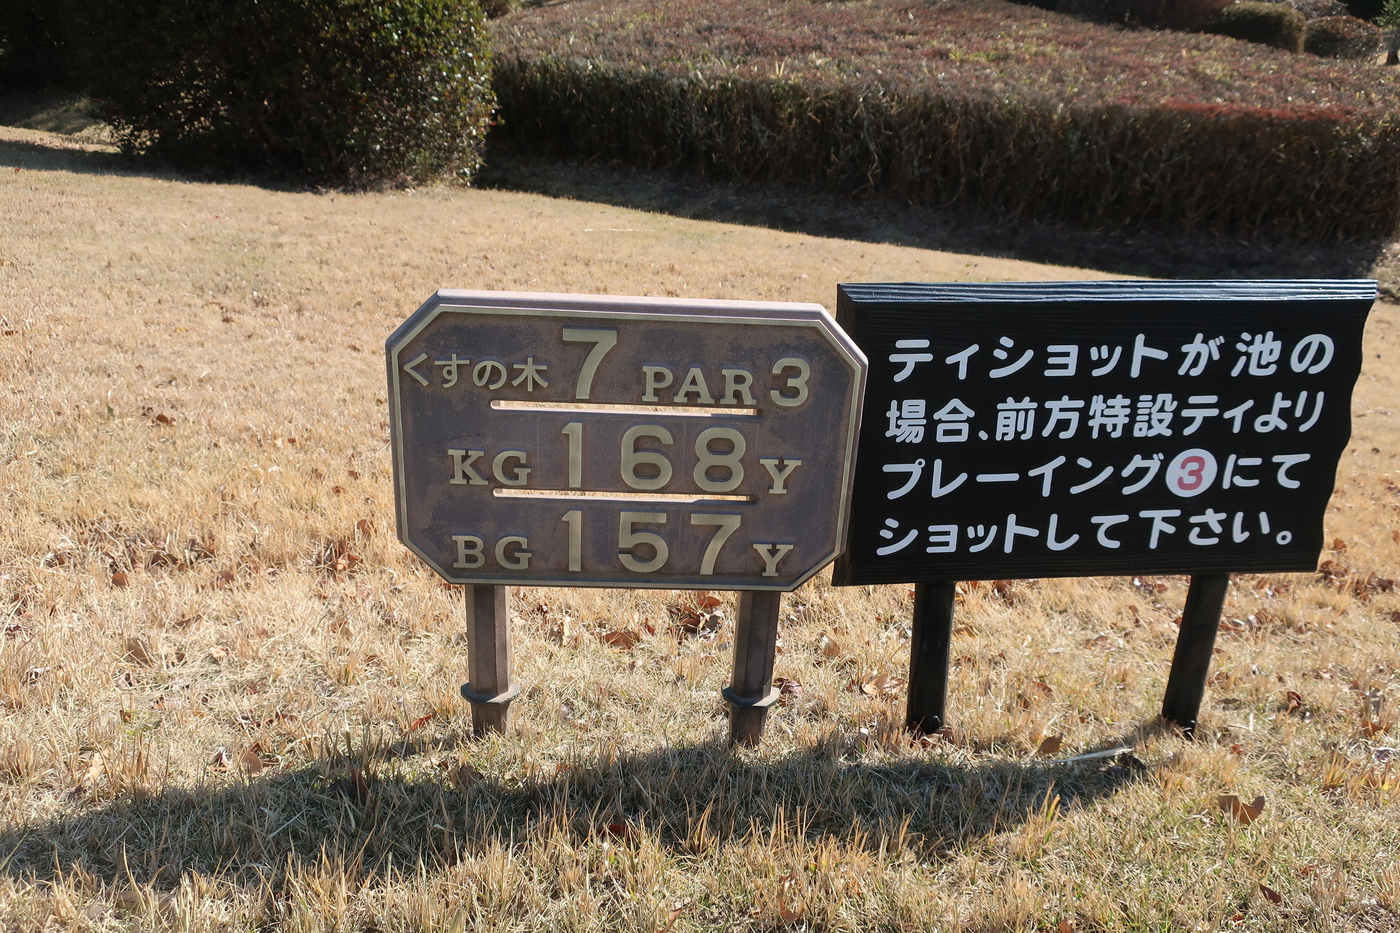 くすの木 7 PAR 3
KG 168 Y
BG 157 Y
ティショットが池の
場合、前方特設ティより
プレーイング3にて
ショットして下さい。